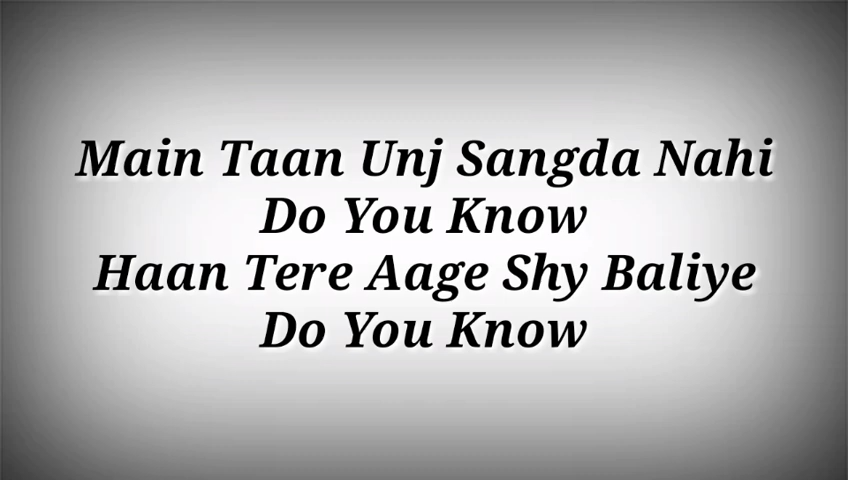 Main Taan Unj Sangda Nahi
Do You Know
Haan Tere Aage Shy Baliye
Do You Know